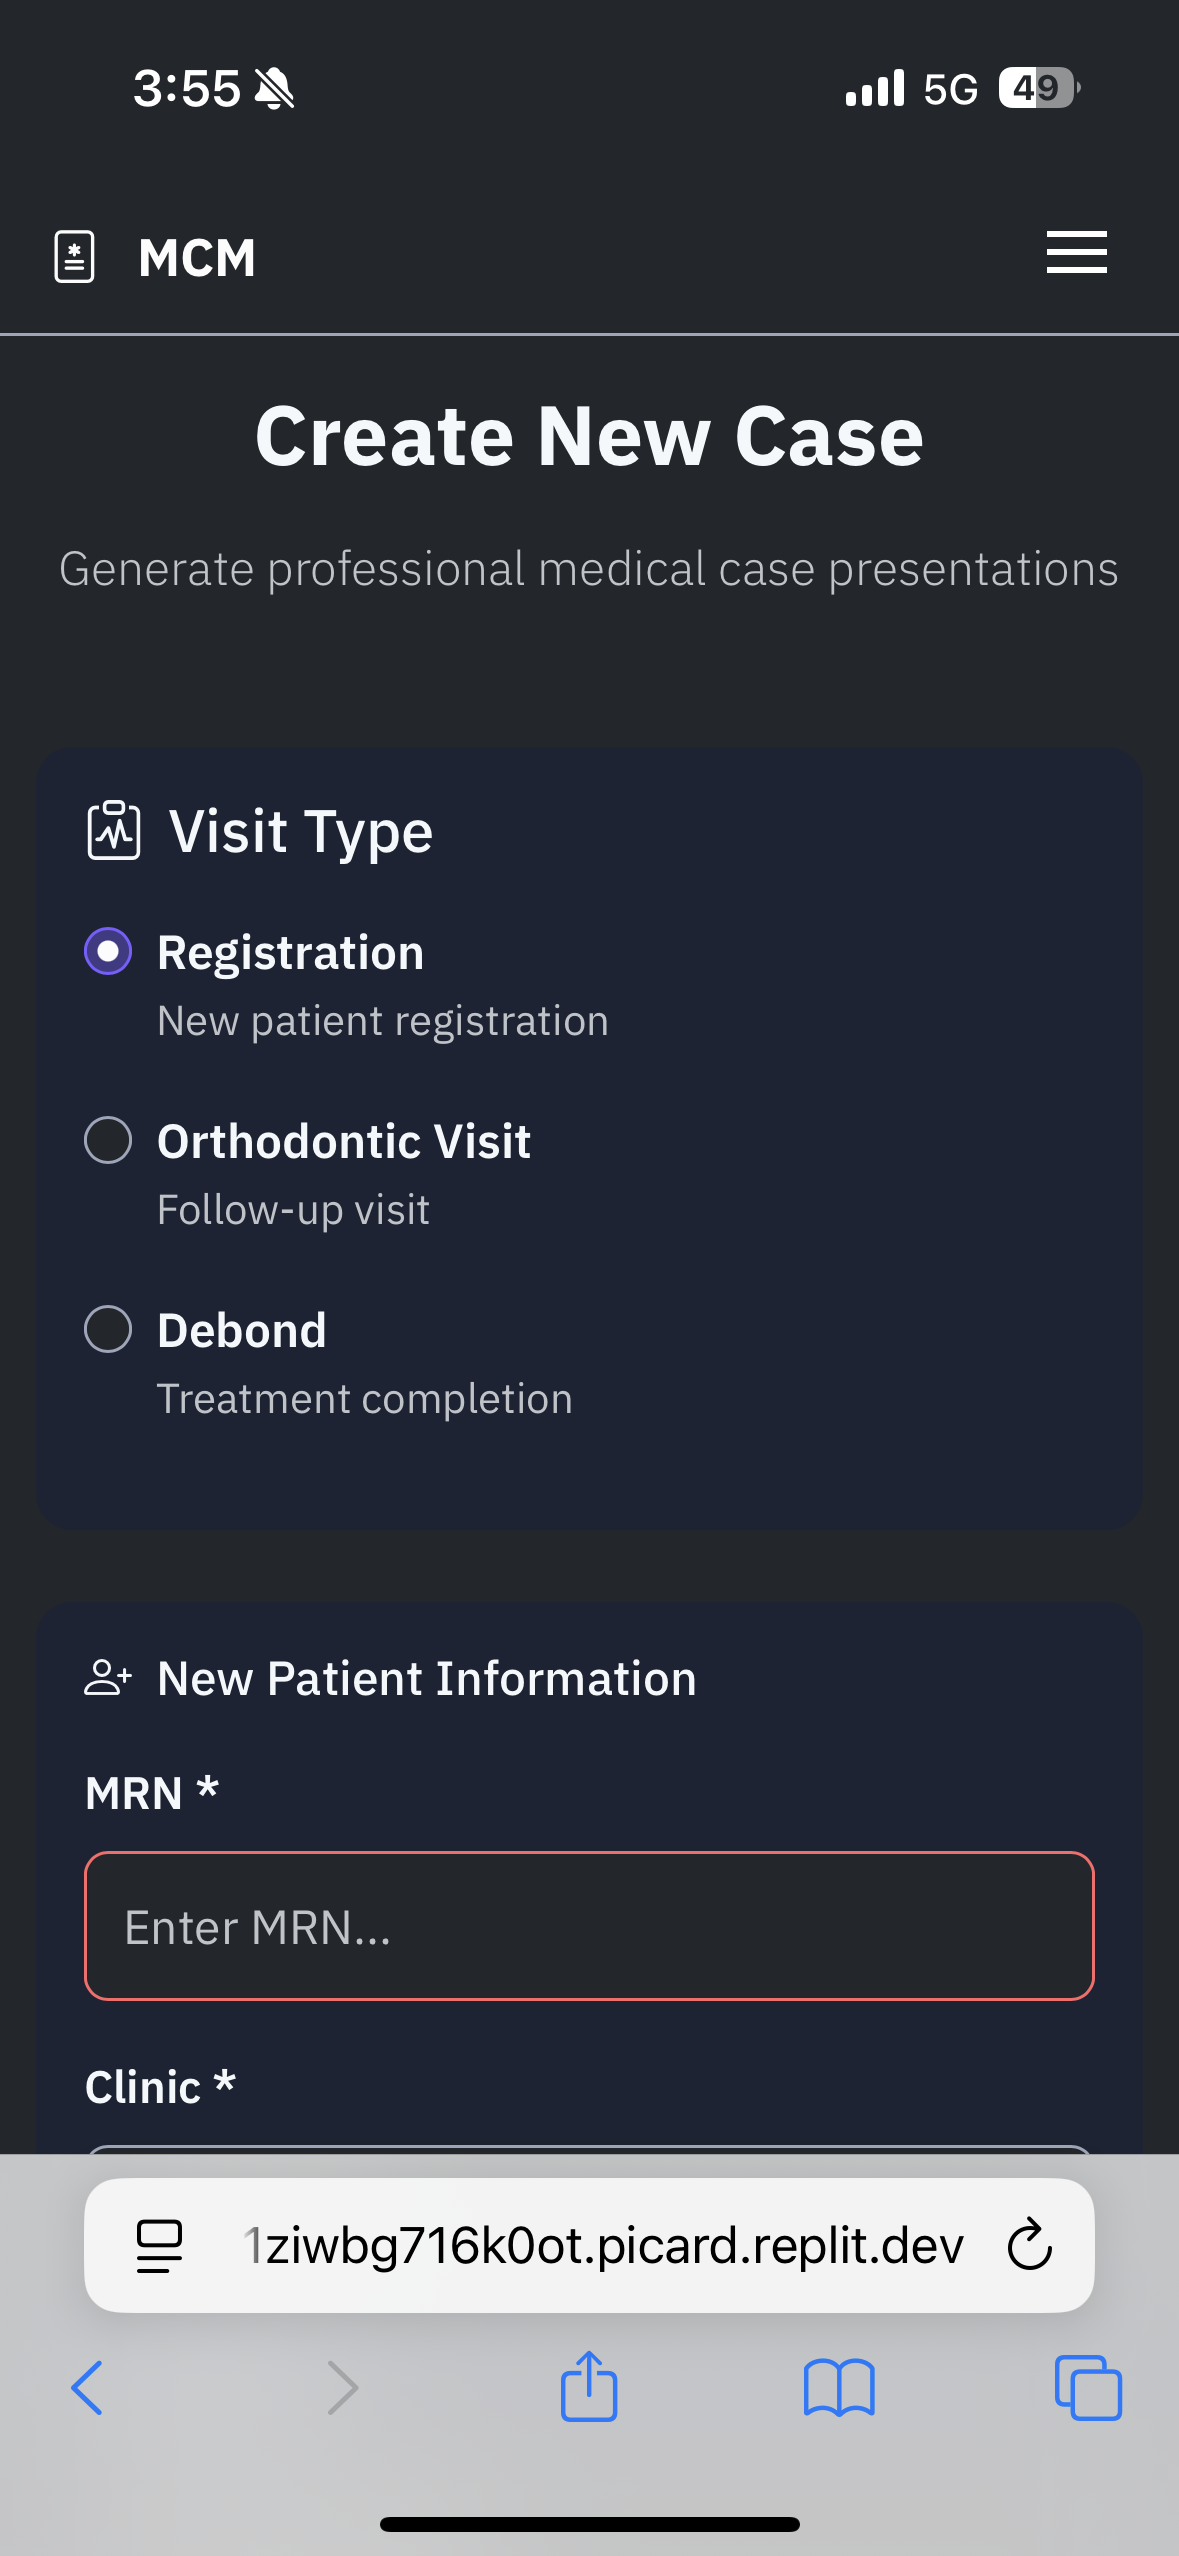 3:55
5G
49
MCM
Create New Case
Generate professional medical case presentations
Visit Type
Registration
New patient registration
Orthodontic Visit
Follow-up visit
Debond
Treatment completion
New Patient Information
MRN *
Enter MRN...
Clinic *
1ziwbg716k0ot.picard.replit.dev